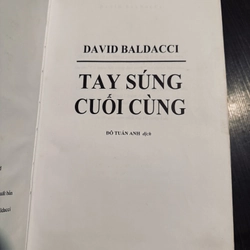 DAVID BALDACCI
TAY SÚNG
CUỐI CÙNG
ĐỖ TUẤN ANH dịch